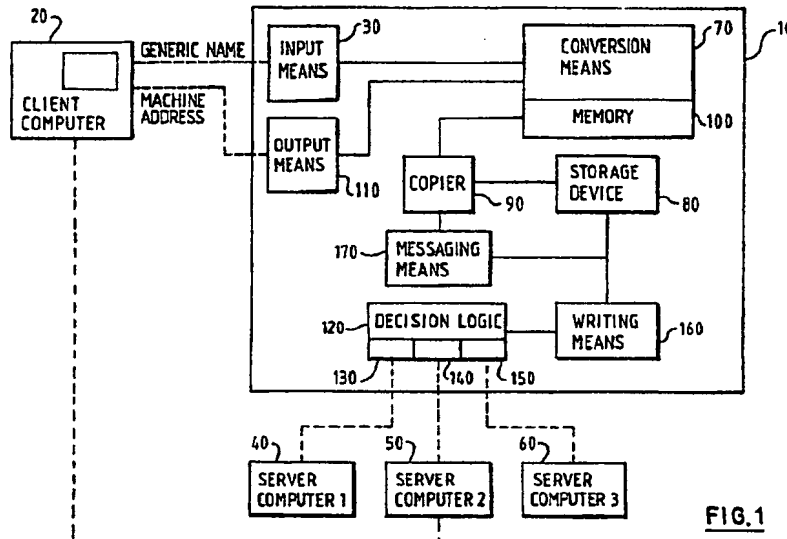 20
GENERIC NAME
CLIENT
COMPUTER
MACHINE
ADDRESS
30
INPUT
MEANS
OUTPUT
MEANS
110
70
CONVERSION
MEANS
MEMORY
100
10
COPIER
90
STORAGE
DEVICE
80
170
MESSAGING
MEANS
120
DECISION LOGIC
130
140
150
WRITING
MEANS
160
40
SERVER
COMPUTER 1
50
SERVER
COMPUTER 2
60
SERVER
COMPUTER 3
FIG.1